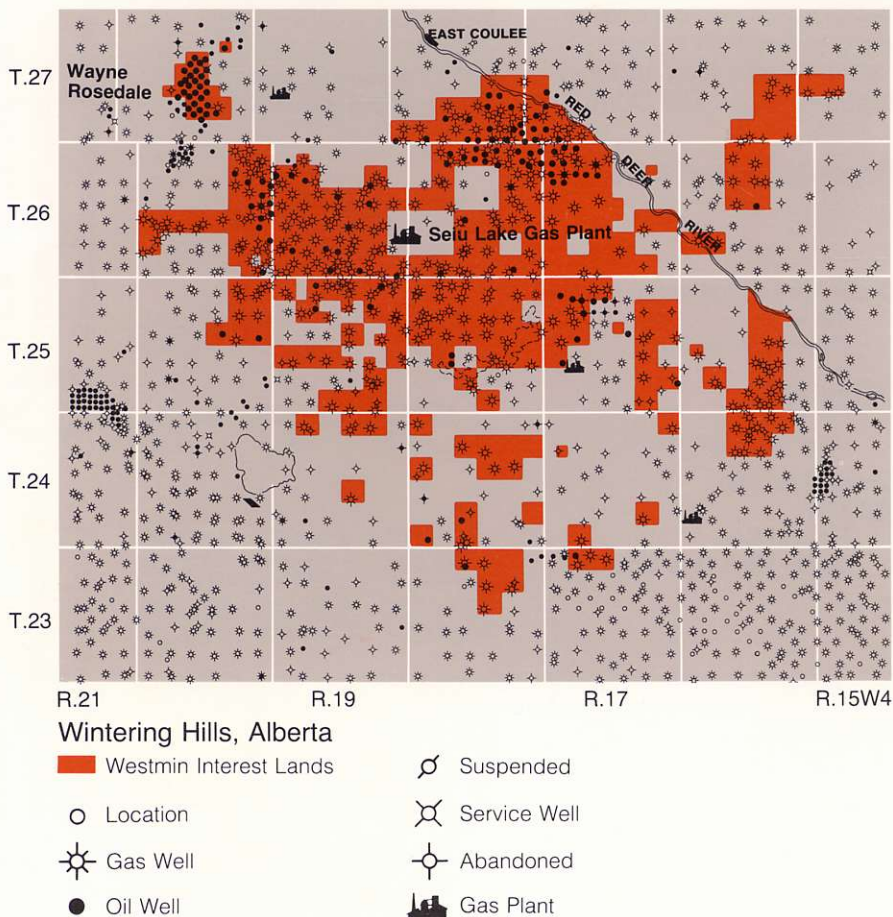 EAST COULEE
T.27
Wayne
Rosedale
RED
DEER
RIVER
T.26
Seiu Lake Gas Plant
T.25
T.24
T.23
R.21
R.19
R.17
R.15W4
Wintering Hills, Alberta
Westmin Interest Lands
Suspended
Location
Service Well
Gas Well
Abandoned
Oil Well
Gas Plant